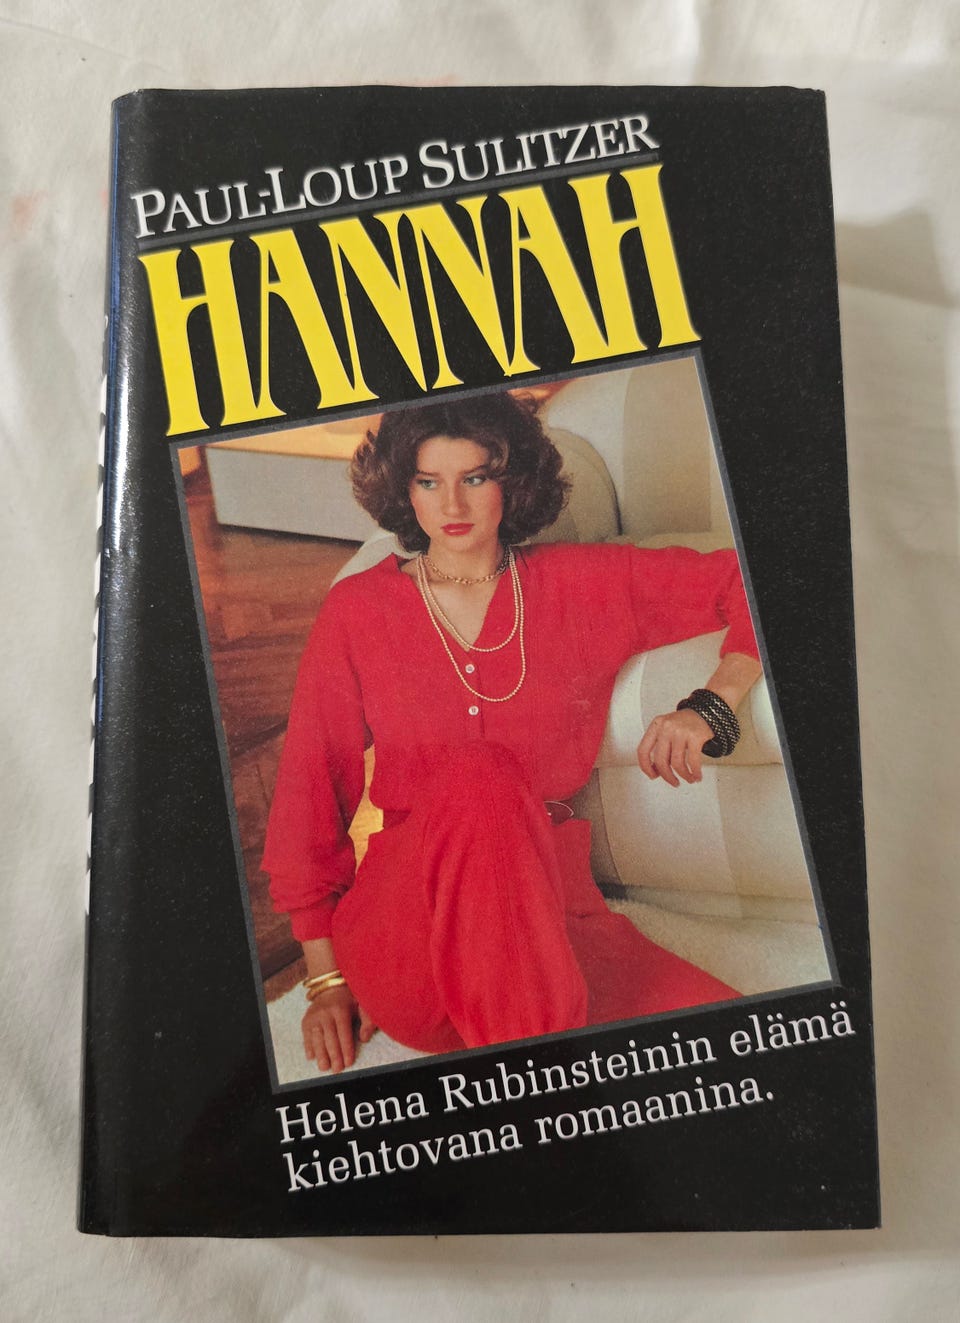 PAUL-LOUP SULITZER
HANNAH
Helena Rubinsteinin elämä
kiehtovana romaanina.